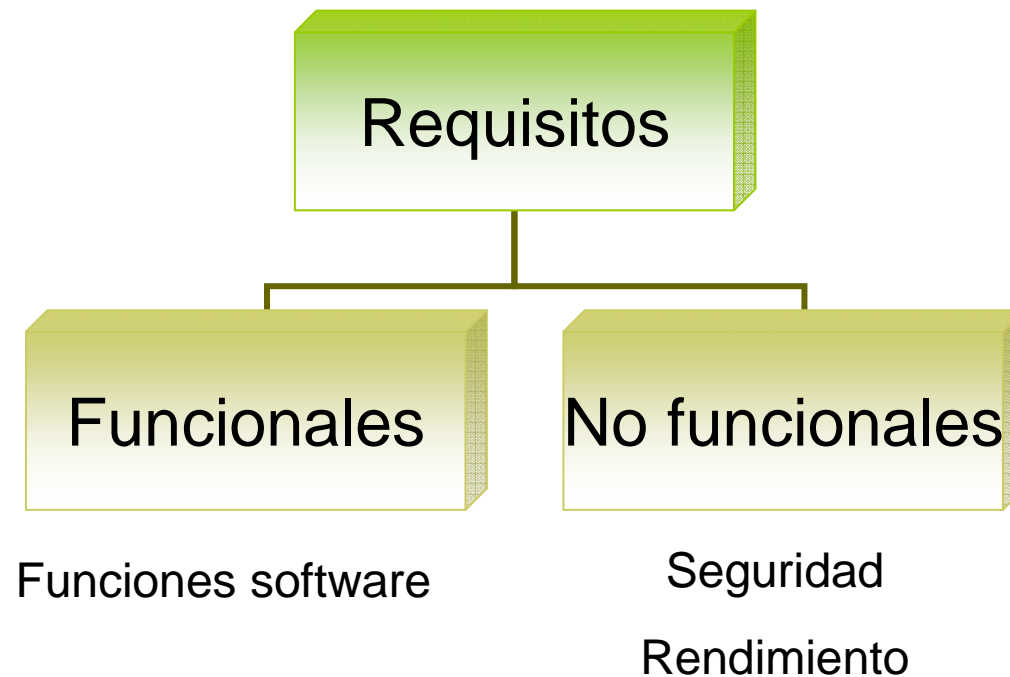 Requisitos
Funcionales
No funcionales
Funciones software
Seguridad
Rendimiento